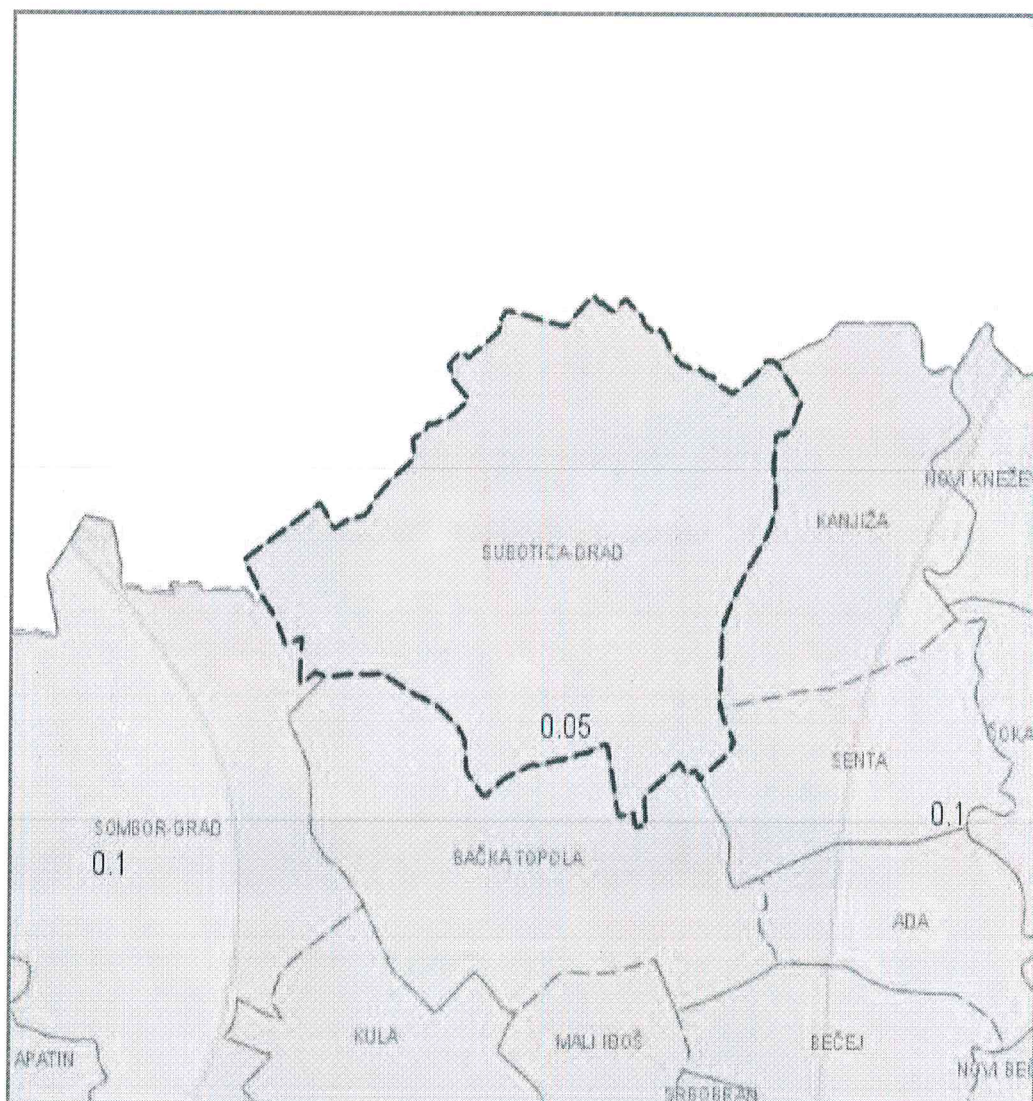 SUBOTICA-GRAD
KANJIŽA
NOVI KNEŽEV
0.05
SENTA
ČOKA
SOMBOR-GRAD
0.1
0.1
BAČKA TOPOLA
ADA
KULA
MALI IĐOŠ
BEČEJ
APATIN
NOVI BEČ
SRBOBRAN